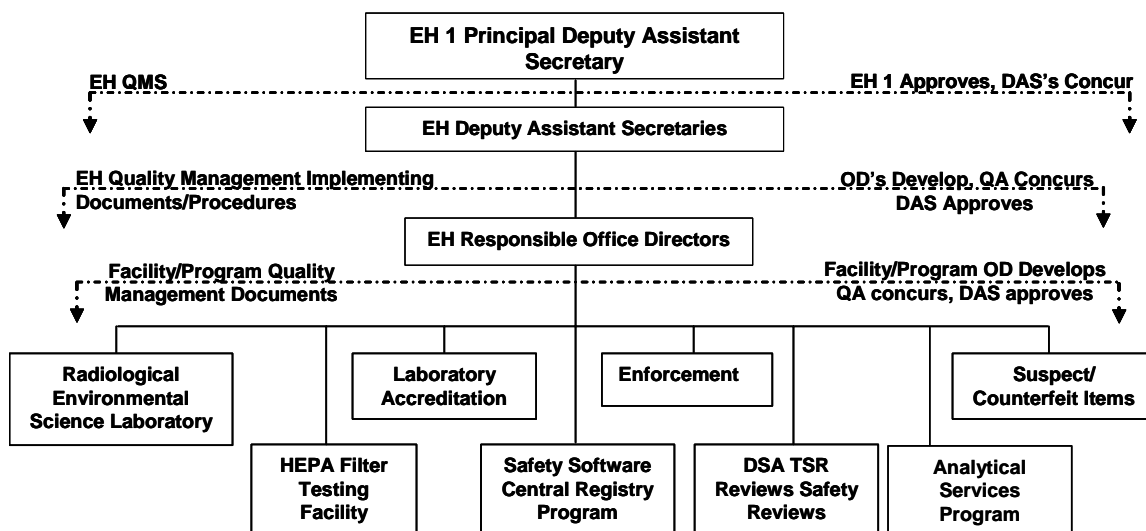 EH 1 Principal Deputy Assistant
Secretary
EH QMS
EH 1 Approves, DAS's Concur
EH Deputy Assistant Secretaries
EH Quality Management Implementing
Documents/Procedures
OD's Develop, QA Concurs
DAS Approves
EH Responsible Office Directors
Facility/Program Quality
Management Documents
Facility/Program OD Develops
QA concurs, DAS approves
Radiological
Environmental
Science Laboratory
Laboratory
Accreditation
Enforcement
Suspect/
Counterfeit Items
HEPA Filter
Testing
Facility
Safety Software
Central Registry
Program
DSA TSR
Reviews Safety
Reviews
Analytical
Services
Program